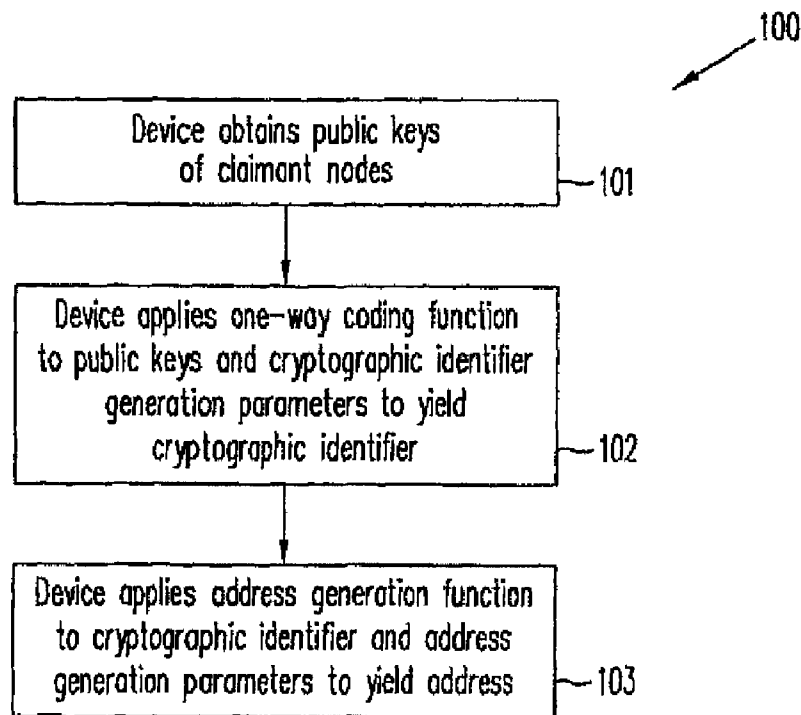 100
Device obtains public keys
of claimant nodes
101
Device applies one-way coding function
to public keys and cryptographic identifier
generation parameters to yield
cryptographic identifier
102
Device applies address generation function
to cryptographic identifier and address
generation parameters to yield address
103